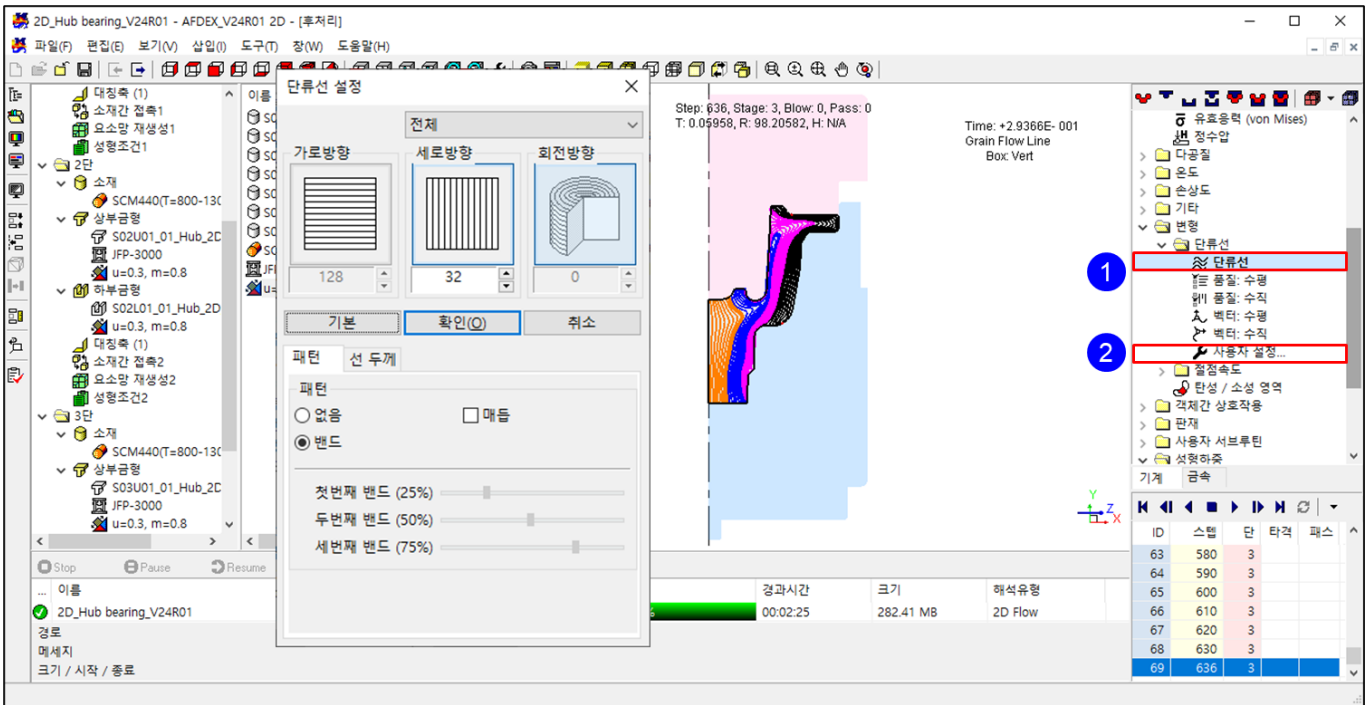 2D_Hub bearing_V24R01 - AFDEX_V24R01 2D - [후처리]
파일(F) 편집(E) 보기(V) 삽입(I) 도구(T) 창(W) 도움말(H)
대칭축 (1)
소재간 접촉1
요소망 재생성1
성형조건1
2단
소재
SCM440(T=800-130
상부금형
S02U01_01_Hub_2D
JFP-3000
u=0.3, m=0.8
하부금형
S02L01_01_Hub_2D
u=0.3, m=0.8
대칭축 (1)
소재간 접촉2
요소망 재생성2
성형조건2
3단
소재
SCM440(T=800-130
상부금형
S03U01_01_Hub_2D
JFP-3000
u=0.3, m=0.8
이름
단류선 설정
전체
가로방향 세로방향 회전방향
128 32 0
기본 확인(O) 취소
패턴 선 두께
패턴
없음 매듭
밴드
첫번째 밴드 (25%)
두번째 밴드 (50%)
세번째 밴드 (75%)
Step: 636, Stage: 3, Blow: 0, Pass: 0
T: 0.05958, R: 98.20582, H: N/A
Time: +2.9366E- 001
Grain Flow Line
Box: Vert
Y
Z
X
유효응력 (von Mises)
정수압
다공질
온도
손상도
기타
변형
단류선
1 단류선
품질: 수평
품질: 수직
벡터: 수평
벡터: 수직
2 사용자 설정...
절점속도
탄성 / 소성 영역
객체간 상호작용
판재
사용자 서브루틴
성형하중
기계 금속
ID 스텝 단 타격 패스
63 580 3
64 590 3
65 600 3
66 610 3
67 620 3
68 630 3
69 636 3
Stop Pause Resume
... 이름 경과시간 크기 해석유형
2D_Hub bearing_V24R01 % 00:02:25 282.41 MB 2D Flow
경로
메세지
크기 / 시작 / 종료